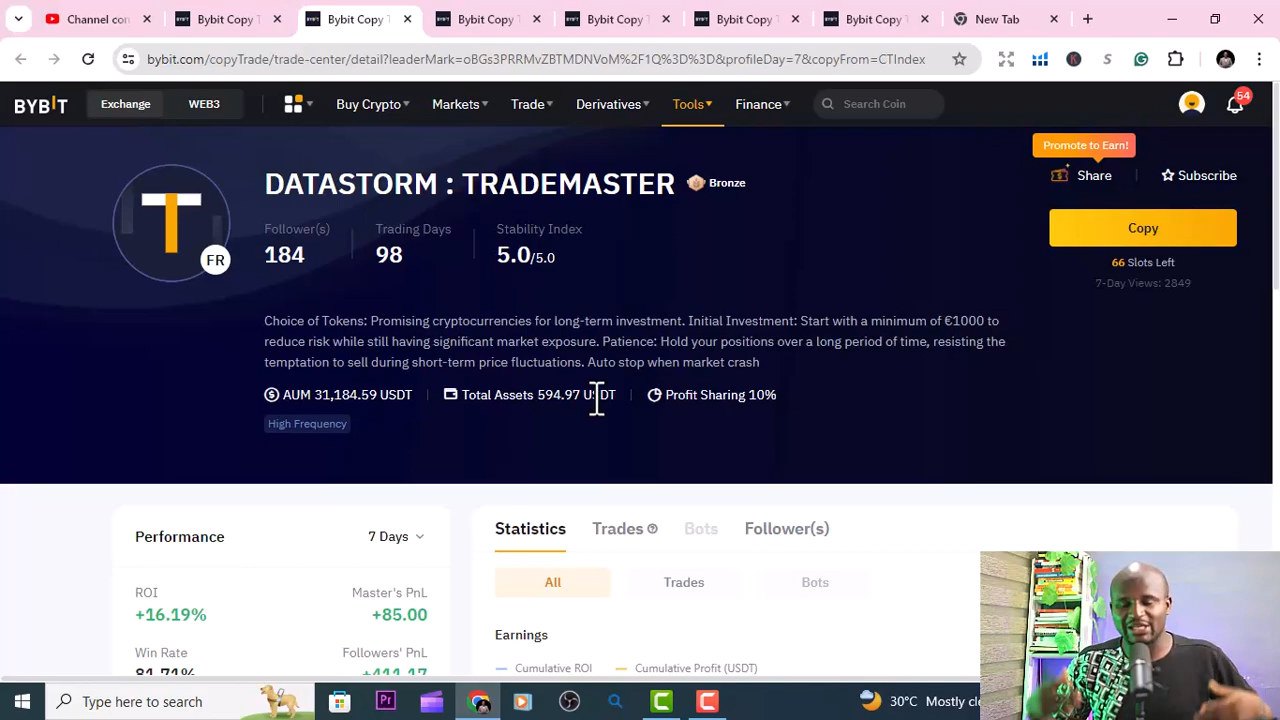 Channel con
Bybit Copy T
Bybit Copy T
Bybit Copy T
Bybit Copy T
Bybit Copy T
Bybit Copy T
New Tab
bybit.com/copyTrade/trade-center/detail?leaderMark=oBGs3PRRMvZBTMDNVoM%2F1Q%3D%3D&profileDay=7&copyFrom=CTIndex
BYBIT
Exchange
WEB3
Buy Crypto
Markets
Trade
Derivatives
Tools
Finance
Search Coin
54
Promote to Earn!
Share
Subscribe
T
FR
DATASTORM : TRADEMASTER
Bronze
Follower(s)
Trading Days
Stability Index
184
98
5.0/5.0
Copy
66 Slots Left
7-Day Views: 2849
Choice of Tokens: Promising cryptocurrencies for long-term investment. Initial Investment: Start with a minimum of €1000 to
reduce risk while still having significant market exposure. Patience: Hold your positions over a long period of time, resisting the
temptation to sell during short-term price fluctuations. Auto stop when market crash
AUM 31,184.59 USDT
Total Assets 594.97 USDT
Profit Sharing 10%
High Frequency
Performance
7 Days
ROI
Master's PnL
+16.19%
+85.00
Win Rate
Followers' PnL
81.71%
+411.17
Statistics
Trades
Bots
Follower(s)
All
Trades
Bots
Earnings
Cumulative ROI
Cumulative Profit (USDT)
Type here to search
Pr
30°C Mostly cle